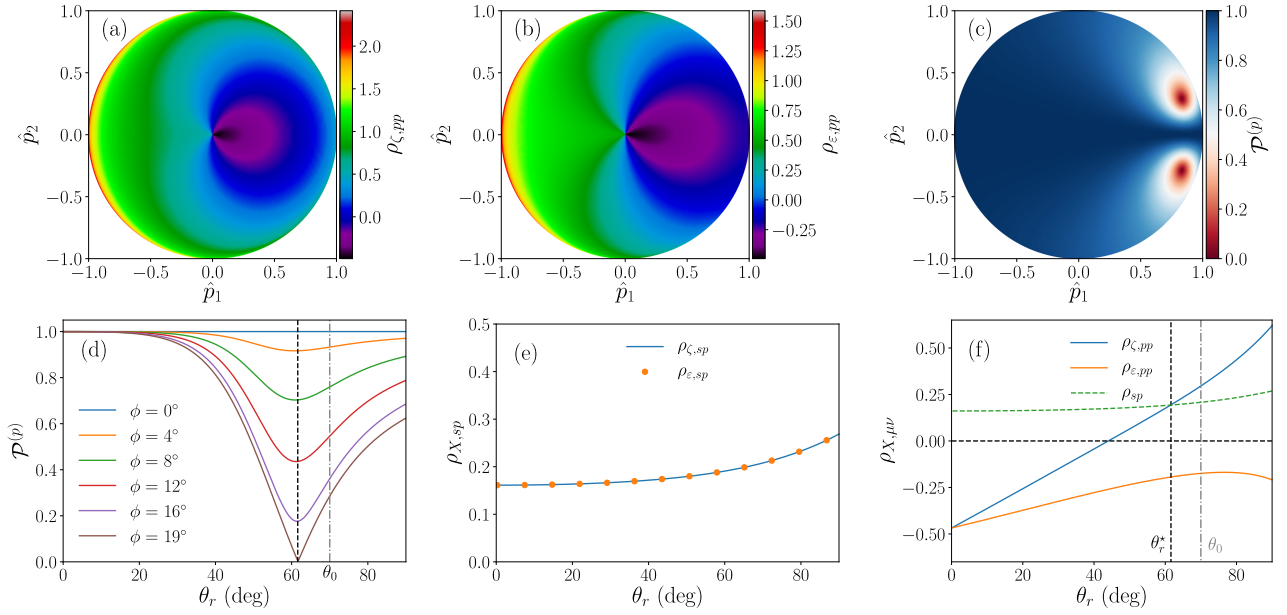 (a)
1.0
0.5
0.0
−0.5
−1.0
p̂₂
−1.0 −0.5 0.0 0.5 1.0
p̂₁
2.0
1.5
1.0
0.5
0.0
ρζ,pp
(b)
1.0
0.5
0.0
−0.5
−1.0
p̂₂
−1.0 −0.5 0.0 0.5 1.0
p̂₁
1.50
1.25
1.00
0.75
0.50
0.25
0.00
−0.25
ρε,pp
(c)
1.0
0.5
0.0
−0.5
−1.0
p̂₂
−1.0 −0.5 0.0 0.5 1.0
p̂₁
1.0
0.8
0.6
0.4
0.2
0.0
𝒫⁽ᵖ⁾
(d)
1.0
0.8
0.6
0.4
0.2
0.0
𝒫⁽ᵖ⁾
ϕ = 0°
ϕ = 4°
ϕ = 8°
ϕ = 12°
ϕ = 16°
ϕ = 19°
θ₀
0 20 40 60 80
θr (deg)
(e)
0.5
0.4
0.3
0.2
0.1
0.0
ρX,sp
ρζ,sp
ρε,sp
0 20 40 60 80
θr (deg)
(f)
0.50
0.25
0.00
−0.25
−0.50
ρX,μν
ρζ,pp
ρε,pp
ρsp
θr⋆
θ₀
0 20 40 60 80
θr (deg)